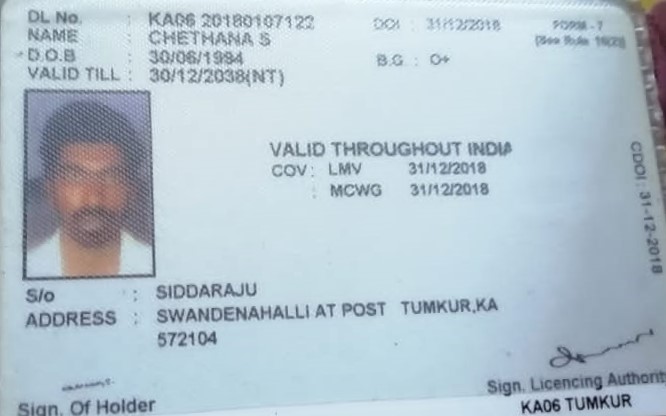 DL No. : KA06 20180107122 DOI : 31/12/2018 FORM - 7
NAME : CHETHANA S [See Rule 16(2)]
D.O.B : 30/06/1994 B.G. : O+
VALID TILL : 30/12/2038(NT)
VALID THROUGHOUT INDIA
COV : LMV 31/12/2018
: MCWG 31/12/2018
CDOI : 31-12-2018
S/o : SIDDARAJU
ADDRESS : SWANDENAHALLI AT POST TUMKUR,KA
572104
Sign. Of Holder
Sign. Licencing Authorit
KA06 TUMKUR